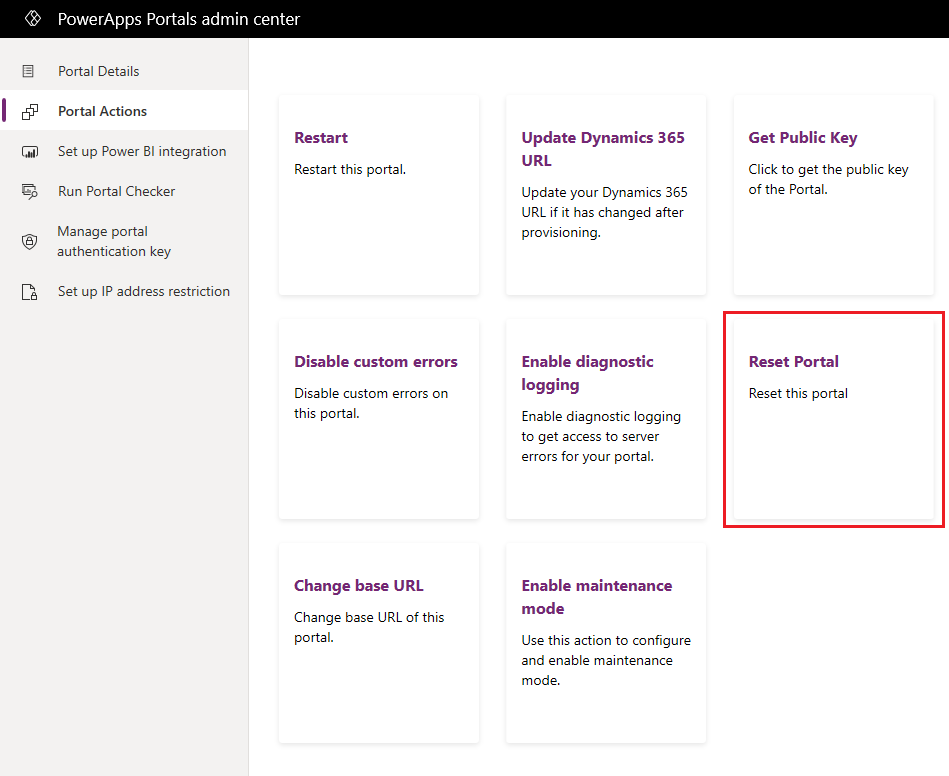 PowerApps Portals admin center
Portal Details
Portal Actions
Set up Power BI integration
Run Portal Checker
Manage portal
authentication key
Set up IP address restriction
Restart
Restart this portal.
Update Dynamics 365
URL
Update your Dynamics 365
URL if it has changed after
provisioning.
Get Public Key
Click to get the public key
of the Portal.
Disable custom errors
Disable custom errors on
this portal.
Enable diagnostic
logging
Enable diagnostic logging
to get access to server
errors for your portal.
Reset Portal
Reset this portal
Change base URL
Change base URL of this
portal.
Enable maintenance
mode
Use this action to configure
and enable maintenance
mode.